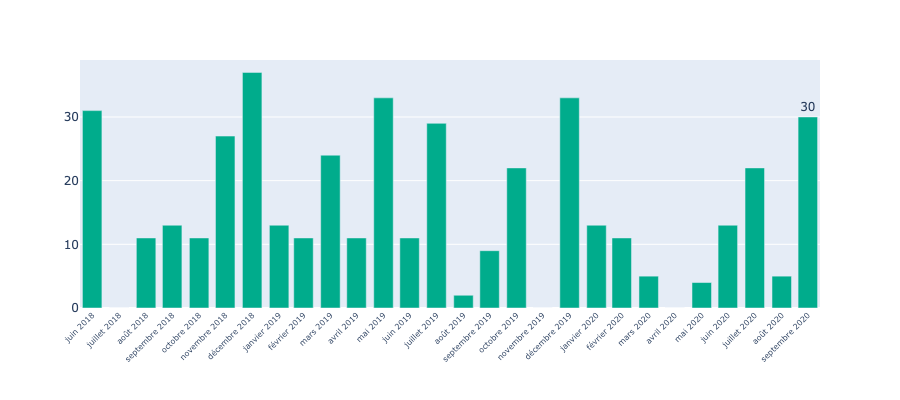 30
20
10
0
30
juin 2018
juillet 2018
août 2018
septembre 2018
octobre 2018
novembre 2018
décembre 2018
janvier 2019
février 2019
mars 2019
avril 2019
mai 2019
juin 2019
juillet 2019
août 2019
septembre 2019
octobre 2019
novembre 2019
décembre 2019
janvier 2020
février 2020
mars 2020
avril 2020
mai 2020
juin 2020
juillet 2020
août 2020
septembre 2020